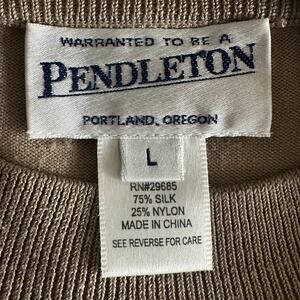 WARRANTED TO BE A
PENDLETON
PORTLAND, OREGON
L
RN#29685
75% SILK
25% NYLON
MADE IN CHINA
SEE REVERSE FOR CARE